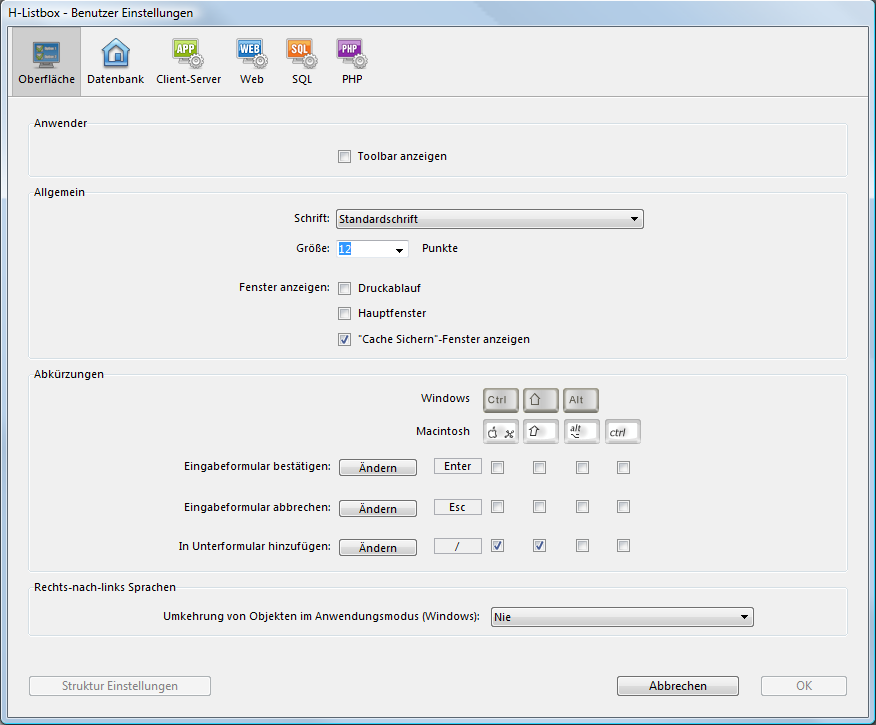 H-Listbox - Benutzer Einstellungen
APP WEB SQL PHP
Oberfläche Datenbank Client-Server Web SQL PHP
Anwender
Toolbar anzeigen
Allgemein
Schrift: Standardschrift
Größe: 12 Punkte
Fenster anzeigen: Druckablauf
Hauptfenster
"Cache Sichern"-Fenster anzeigen
Abkürzungen
Windows Ctrl Alt
Macintosh alt ctrl
Eingabeformular bestätigen: Ändern Enter
Eingabeformular abbrechen: Ändern Esc
In Unterformular hinzufügen: Ändern /
Rechts-nach-links Sprachen
Umkehrung von Objekten im Anwendungsmodus (Windows): Nie
Struktur Einstellungen Abbrechen OK